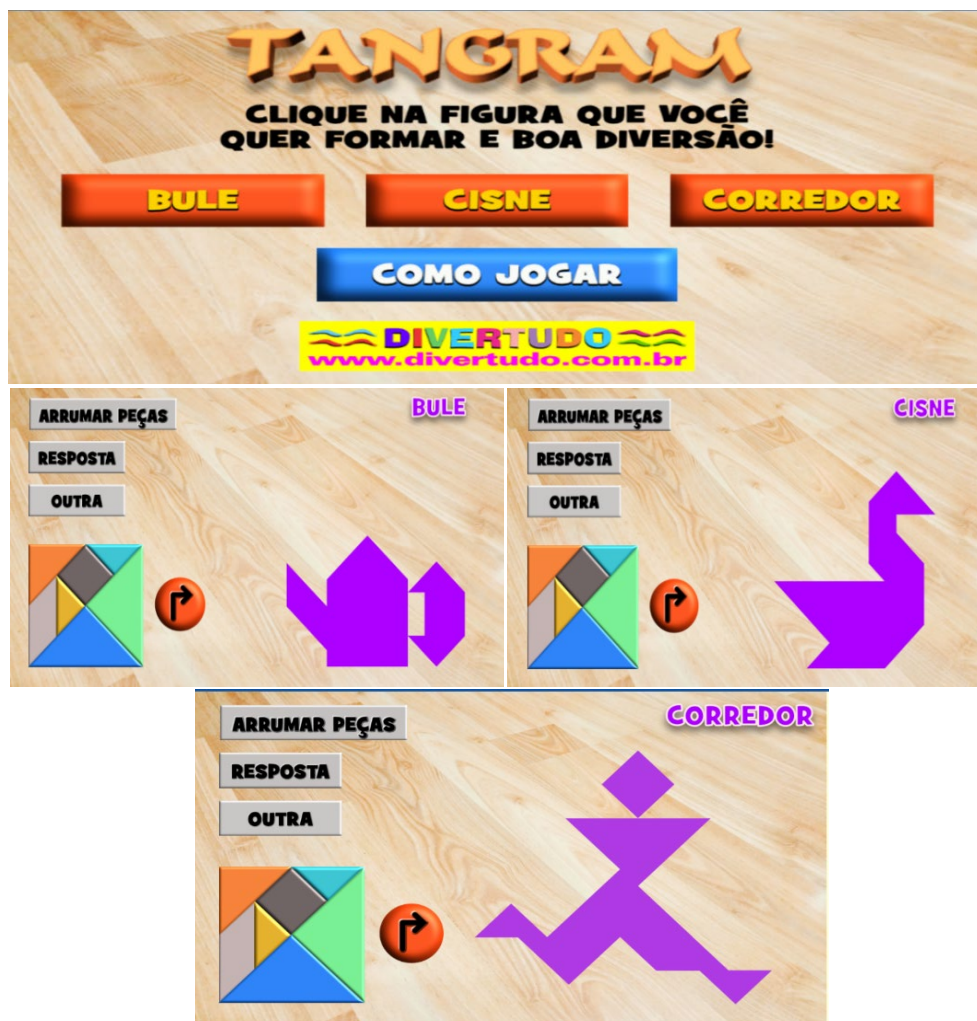 TANGRAM
CLIQUE NA FIGURA QUE VOCÊ
QUER FORMAR E BOA DIVERSÃO!
BULE
CISNE
CORREDOR
COMO JOGAR
DIVERTUDO
www.divertudo.com.br
ARRUMAR PEÇAS
BULE
RESPOSTA
OUTRA
ARRUMAR PEÇAS
CISNE
RESPOSTA
OUTRA
ARRUMAR PEÇAS
CORREDOR
RESPOSTA
OUTRA